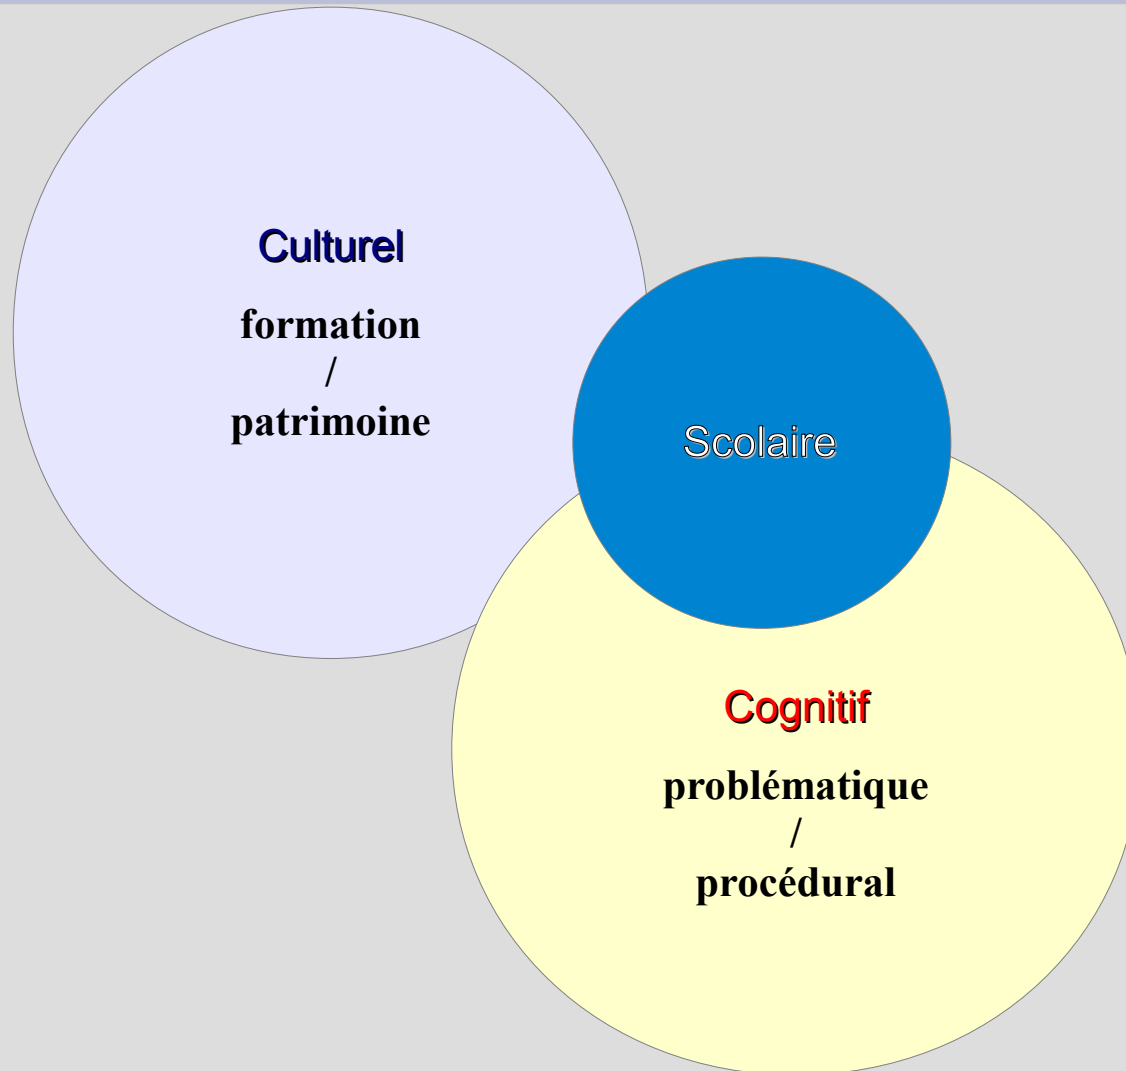 Culturel
formation
/
patrimoine
Scolaire
Cognitif
problématique
/
procédural